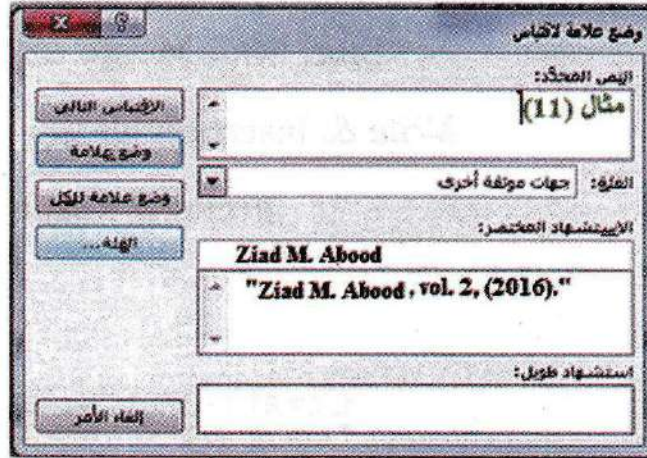 وضع علامة لاقتباس
النص المحدد:
مثال (11)
الاقتباس التالي
وضع علامة
الفئة:
جهات موثقة أخرى
وضع علامة للكل
الاستشهاد المختصر:
الفئة...
Ziad M. Abood
"Ziad M. Abood , vol. 2, (2016)."
استشهاد طويل:
إلغاء الأمر